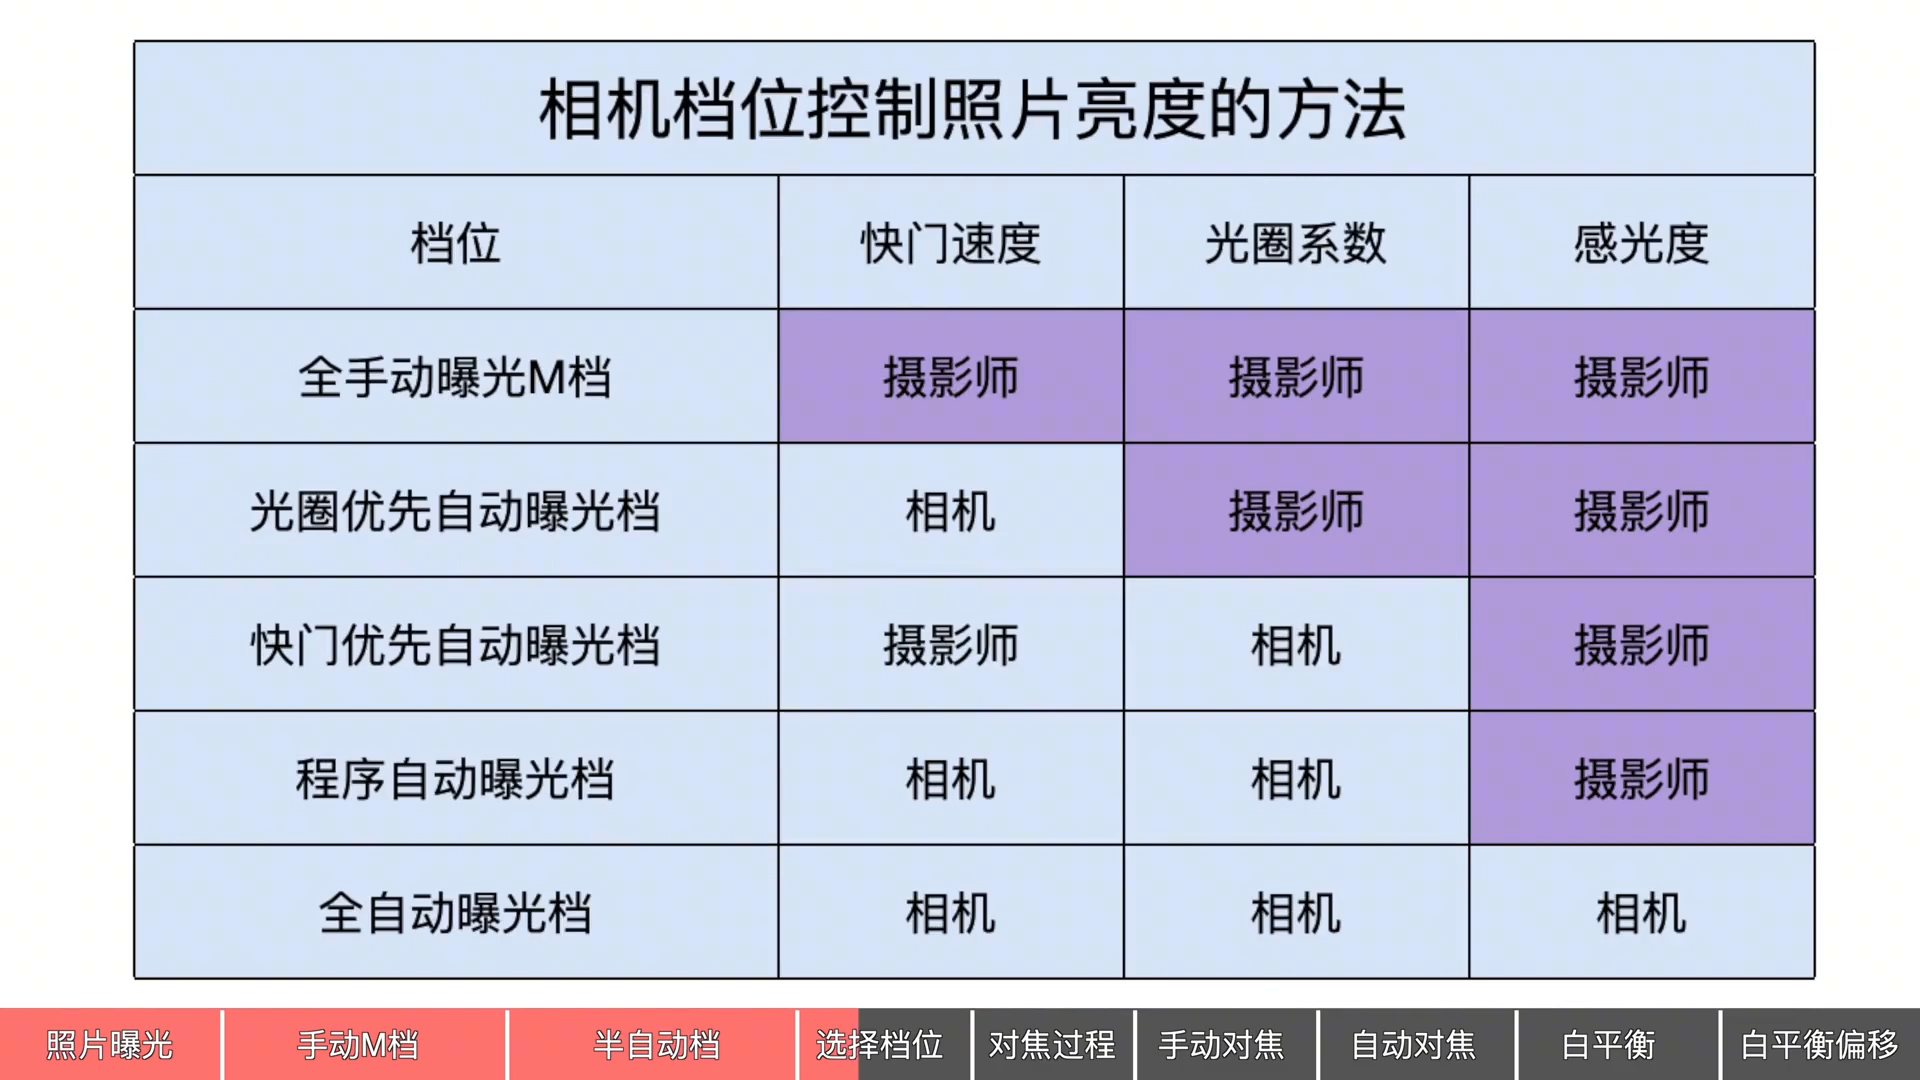 相机档位控制照片亮度的方法
档位 快门速度 光圈系数 感光度
全手动曝光M档 摄影师 摄影师 摄影师
光圈优先自动曝光档 相机 摄影师 摄影师
快门优先自动曝光档 摄影师 相机 摄影师
程序自动曝光档 相机 相机 摄影师
全自动曝光档 相机 相机 相机
照片曝光 手动M档 半自动档 选择档位 对焦过程 手动对焦 自动对焦 白平衡 白平衡偏移